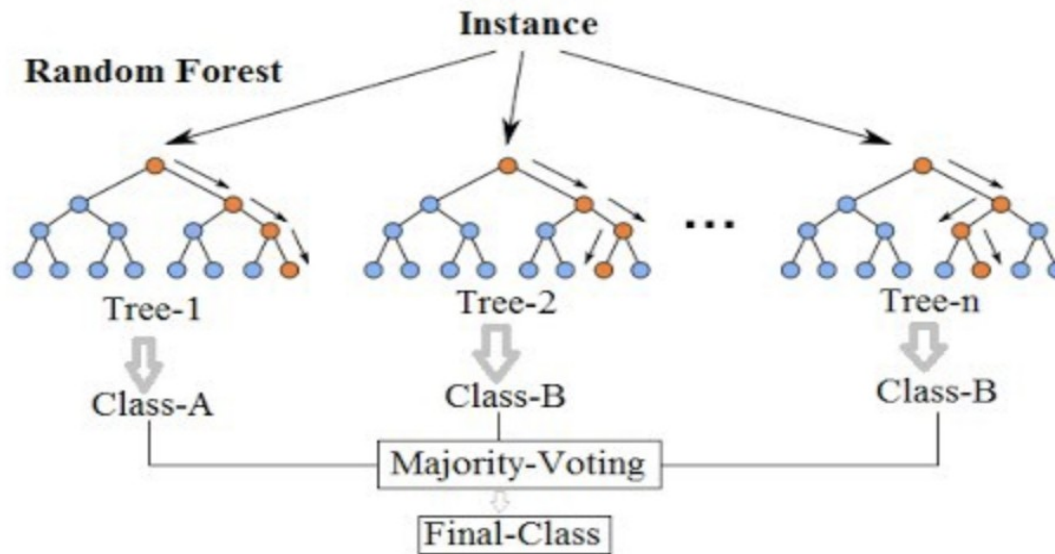 Instance
Random Forest
...
Tree-1
Tree-2
Tree-n
Class-A
Class-B
Class-B
Majority-Voting
Final-Class